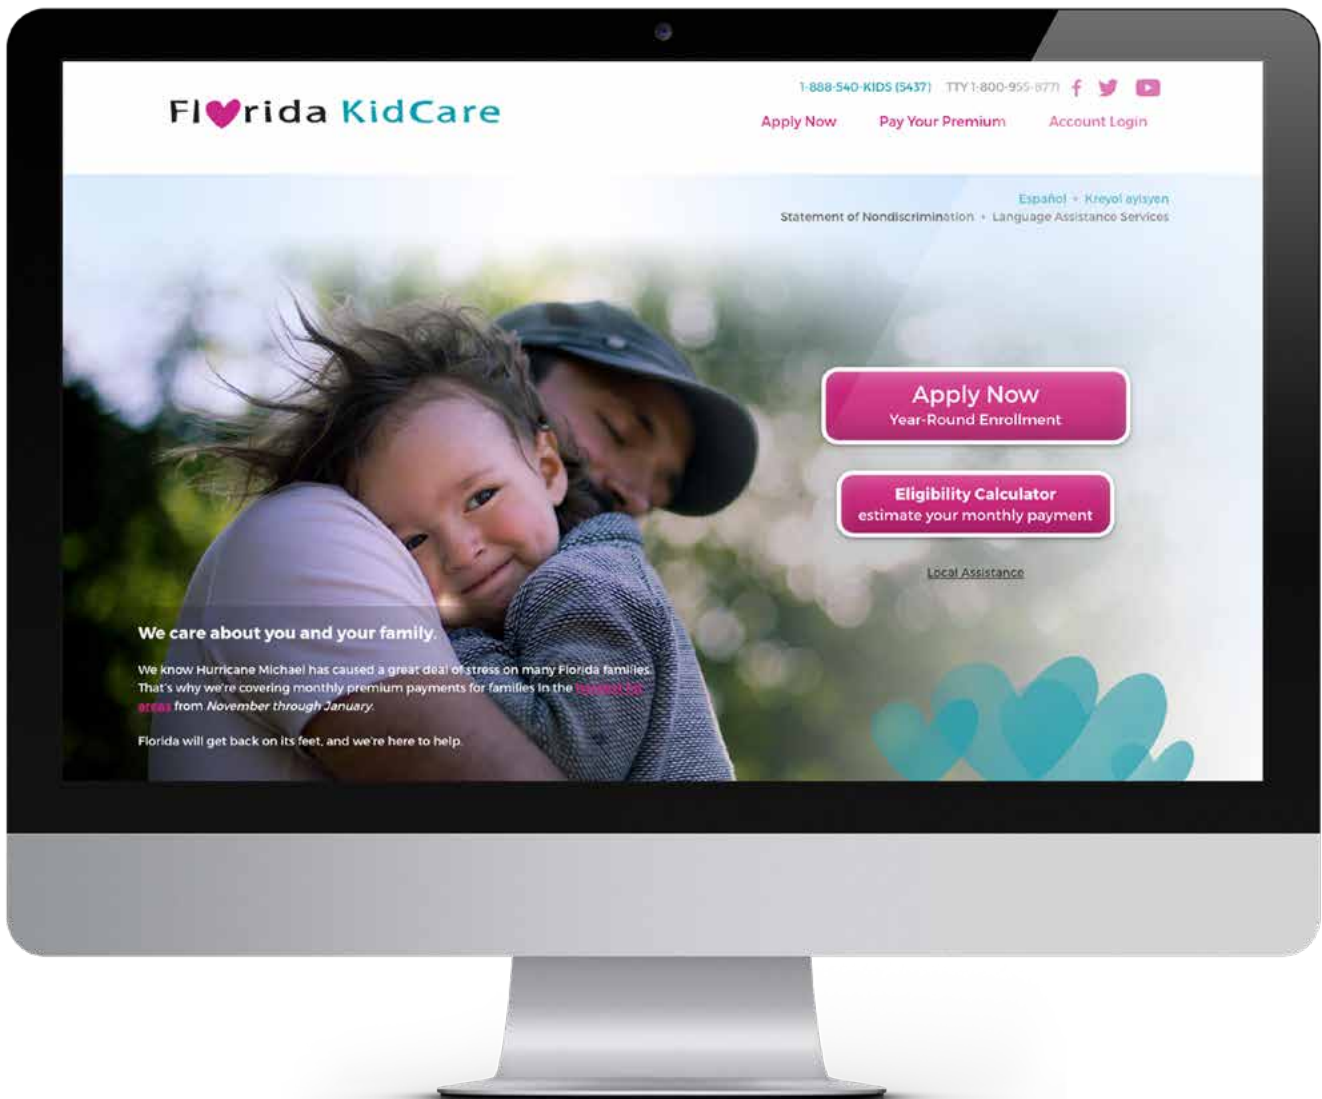 Florida KidCare
1-888-540-KIDS (5437) TTY 1-800-955-8771
Apply Now Pay Your Premium Account Login
Español • Kreyol ayisyen
Statement of Nondiscrimination • Language Assistance Services
Apply Now
Year-Round Enrollment
Eligibility Calculator
estimate your monthly payment
Local Assistance
We care about you and your family.
We know Hurricane Michael has caused a great deal of stress on many Florida families.
That's why we're covering monthly premium payments for families in the
areas from November through January.
Florida will get back on its feet, and we're here to help.